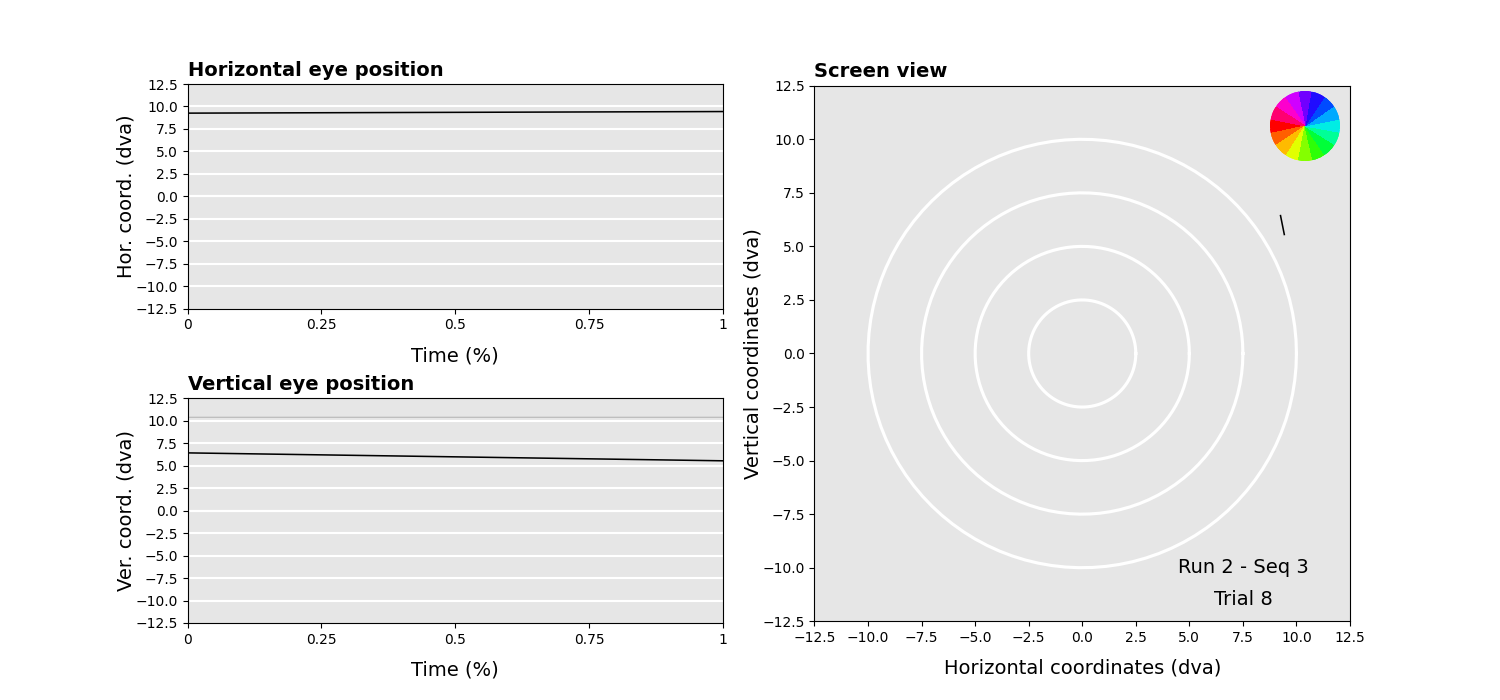 Horizontal eye position
Hor. coord. (dva)
12.5
10.0
7.5
5.0
2.5
0.0
−2.5
−5.0
−7.5
−10.0
−12.5
0 0.25 0.5 0.75 1
Time (%)
Vertical eye position
Ver. coord. (dva)
12.5
10.0
7.5
5.0
2.5
0.0
−2.5
−5.0
−7.5
−10.0
−12.5
0 0.25 0.5 0.75 1
Time (%)
Screen view
Vertical coordinates (dva)
12.5
10.0
7.5
5.0
2.5
0.0
−2.5
−5.0
−7.5
−10.0
−12.5
Run 2 - Seq 3
Trial 8
−12.5 −10.0 −7.5 −5.0 −2.5 0.0 2.5 5.0 7.5 10.0 12.5
Horizontal coordinates (dva)